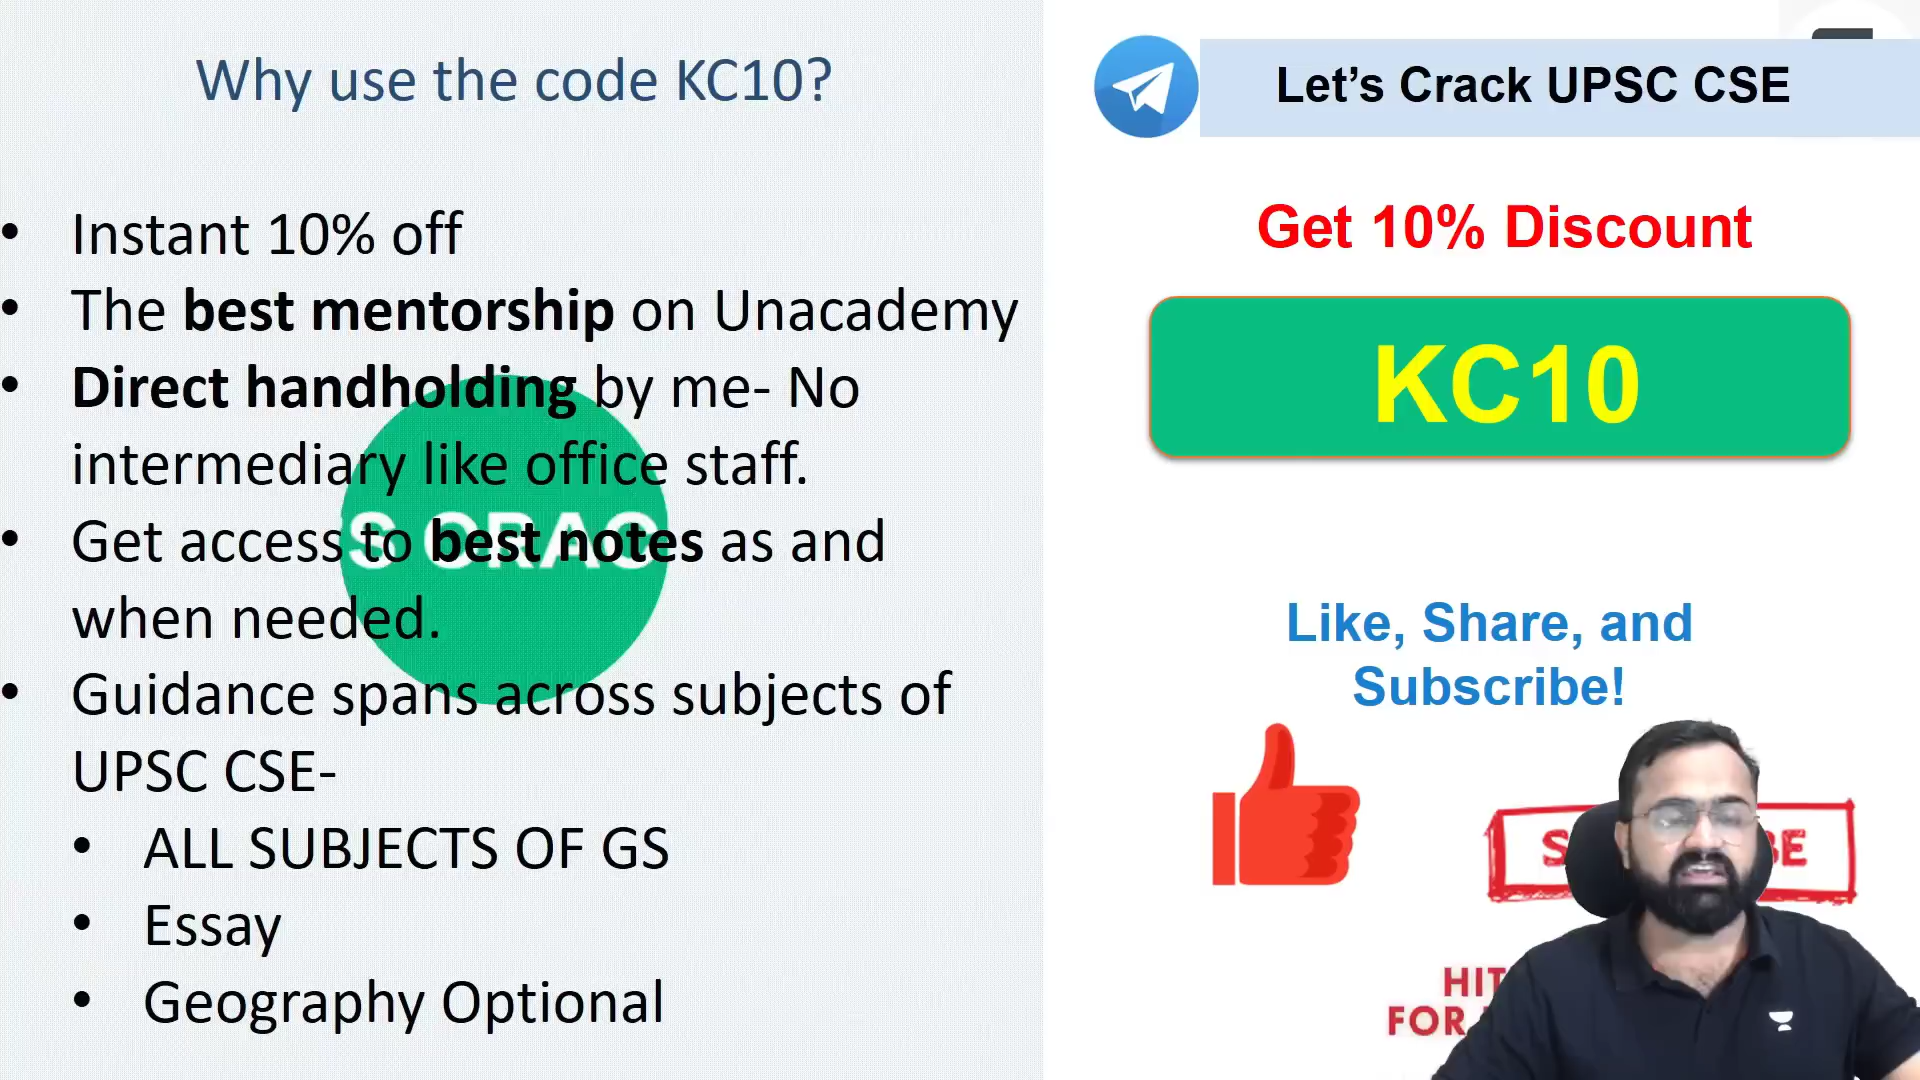 Why use the code KC10?
• Instant 10% off
• The best mentorship on Unacademy
• Direct handholding by me- No
intermediary like office staff.
• Get access to best notes as and
when needed.
• Guidance spans across subjects of
UPSC CSE-
• ALL SUBJECTS OF GS
• Essay
• Geography Optional
S CRAC
Let’s Crack UPSC CSE
Get 10% Discount
KC10
Like, Share, and
Subscribe!